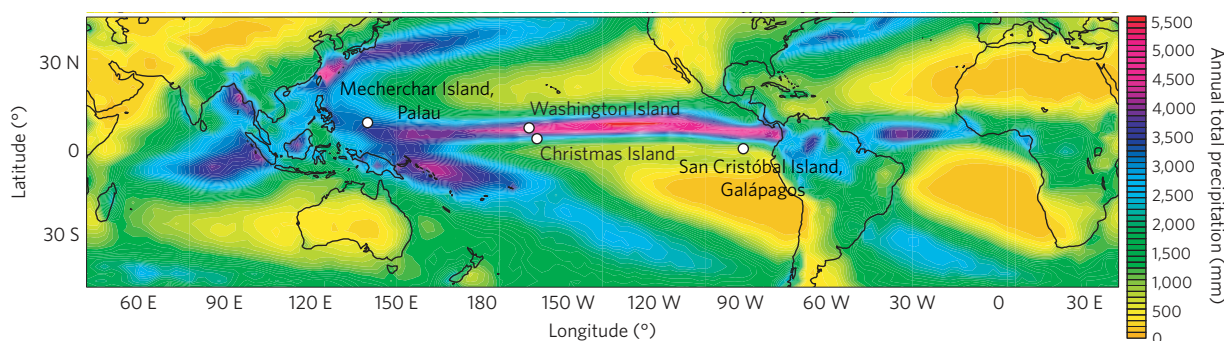 30 N
0
30 S
Latitude (°)
Mecherchar Island,
Palau
Washington Island
Christmas Island
San Cristóbal Island,
Galápagos
60 E
90 E
120 E
150 E
180
150 W
120 W
90 W
60 W
30 W
0
30 E
Longitude (°)
5,500
5,000
4,500
4,000
3,500
3,000
2,500
2,000
1,500
1,000
500
0
Annual total precipitation (mm)